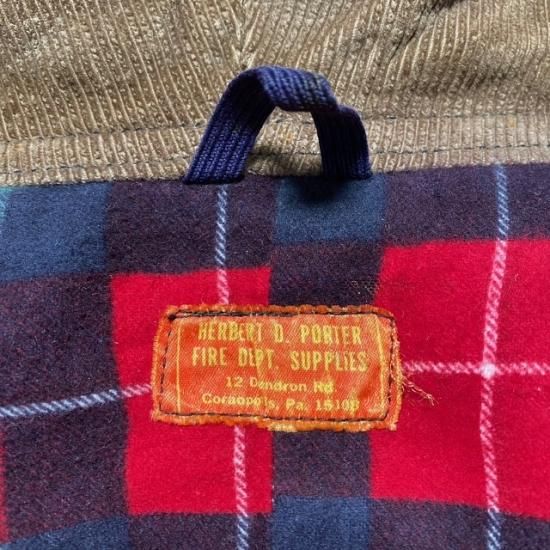 HERBERT D. PORTER
FIRE DEPT. SUPPLIES
12 Dendron Rd.
Coraopolis, Pa. 15108